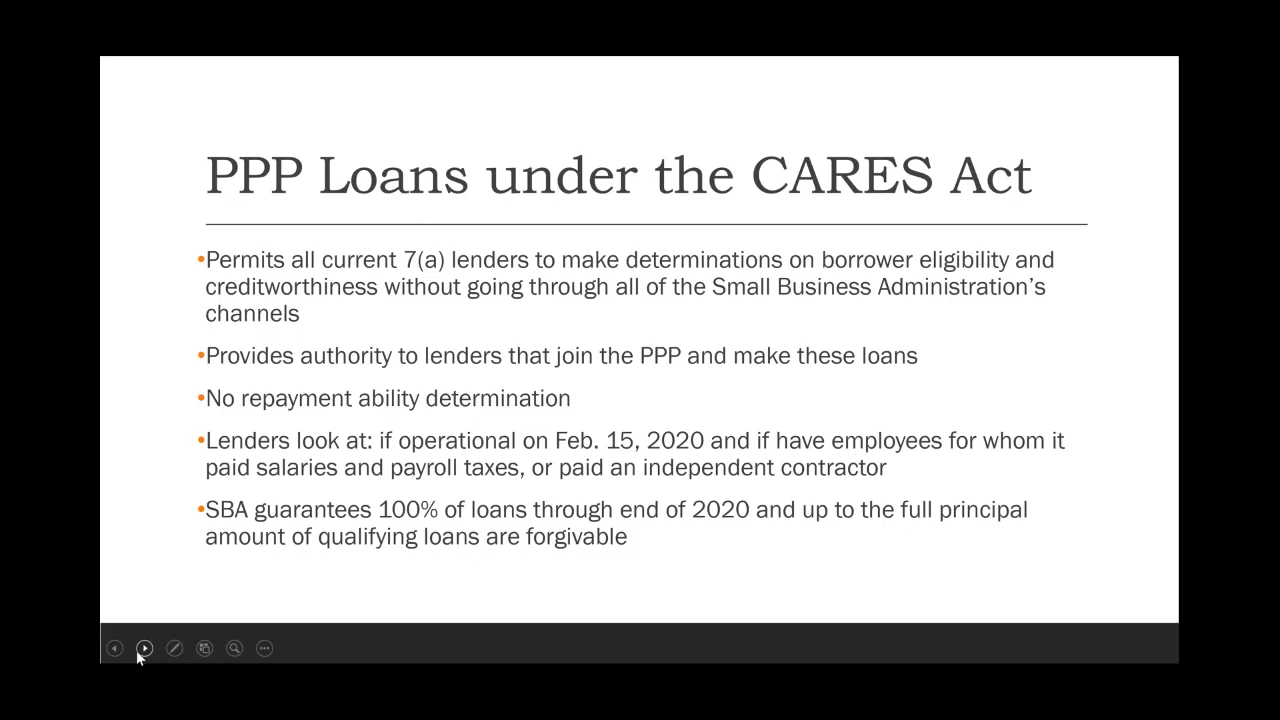 PPP Loans under the CARES Act
•Permits all current 7(a) lenders to make determinations on borrower eligibility and
creditworthiness without going through all of the Small Business Administration’s
channels
•Provides authority to lenders that join the PPP and make these loans
•No repayment ability determination
•Lenders look at: if operational on Feb. 15, 2020 and if have employees for whom it
paid salaries and payroll taxes, or paid an independent contractor
•SBA guarantees 100% of loans through end of 2020 and up to the full principal
amount of qualifying loans are forgivable